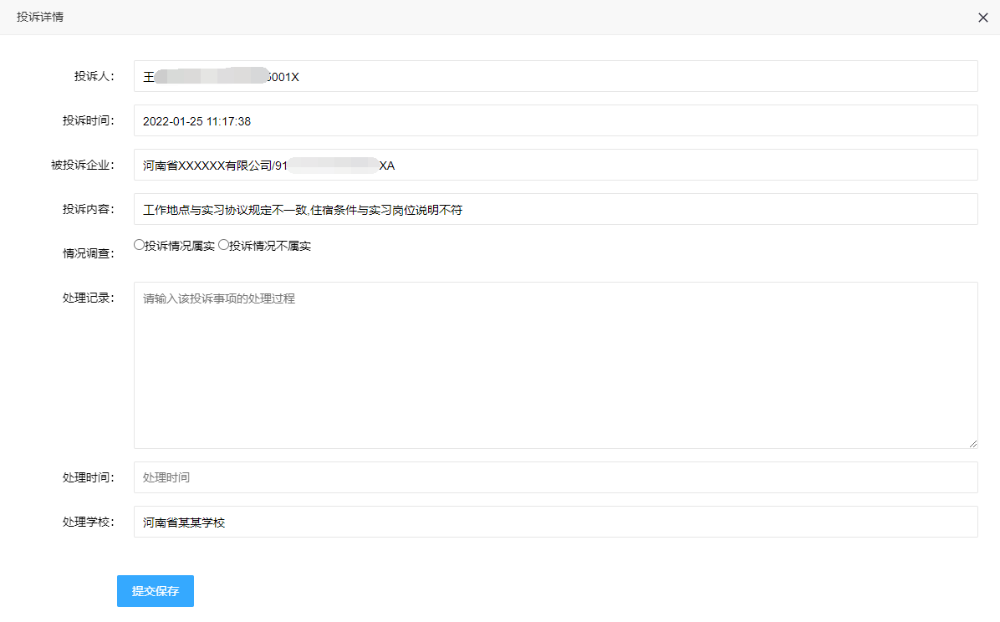 投诉详情
投诉人： 王 001X
投诉时间： 2022-01-25 11:17:38
被投诉企业： 河南省XXXXXX有限公司/91 XA
投诉内容： 工作地点与实习协议规定不一致,住宿条件与实习岗位说明不符
情况调查： 投诉情况属实 投诉情况不属实
处理记录： 请输入该投诉事项的处理过程
处理时间： 处理时间
处理学校： 河南省某某学校
提交保存